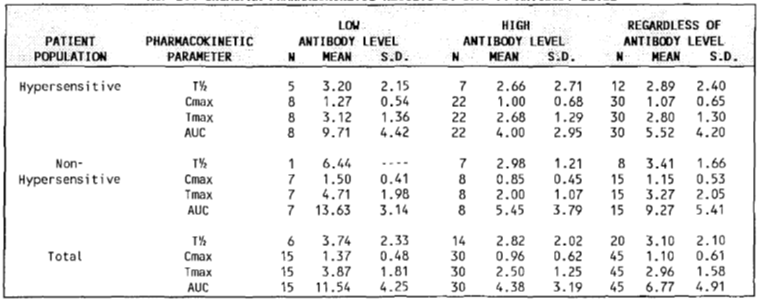 LOW HIGH REGARDLESS OF
PATIENT PHARMACOKINETIC ANTIBODY LEVEL ANTIBODY LEVEL ANTIBODY LEVEL
POPULATION PARAMETER N MEAN S.D. N MEAN S.D. N MEAN S.D.
Hypersensitive T½ 5 3.20 2.15 7 2.66 2.71 12 2.89 2.40
Cmax 8 1.27 0.54 22 1.00 0.68 30 1.07 0.65
Tmax 8 3.12 1.36 22 2.68 1.29 30 2.80 1.30
AUC 8 9.71 4.42 22 4.00 2.95 30 5.52 4.20
Non- T½ 1 6.44 ---- 7 2.98 1.21 8 3.41 1.66
Hypersensitive Cmax 7 1.50 0.41 8 0.85 0.45 15 1.15 0.53
Tmax 7 4.71 1.98 8 2.00 1.07 15 3.27 2.05
AUC 7 13.63 3.14 8 5.45 3.79 15 9.27 5.41
T½ 6 3.74 2.33 14 2.82 2.02 20 3.10 2.10
Total Cmax 15 1.37 0.48 30 0.96 0.62 45 1.10 0.61
Tmax 15 3.87 1.81 30 2.50 1.25 45 2.96 1.58
AUC 15 11.54 4.25 30 4.38 3.19 45 6.77 4.91